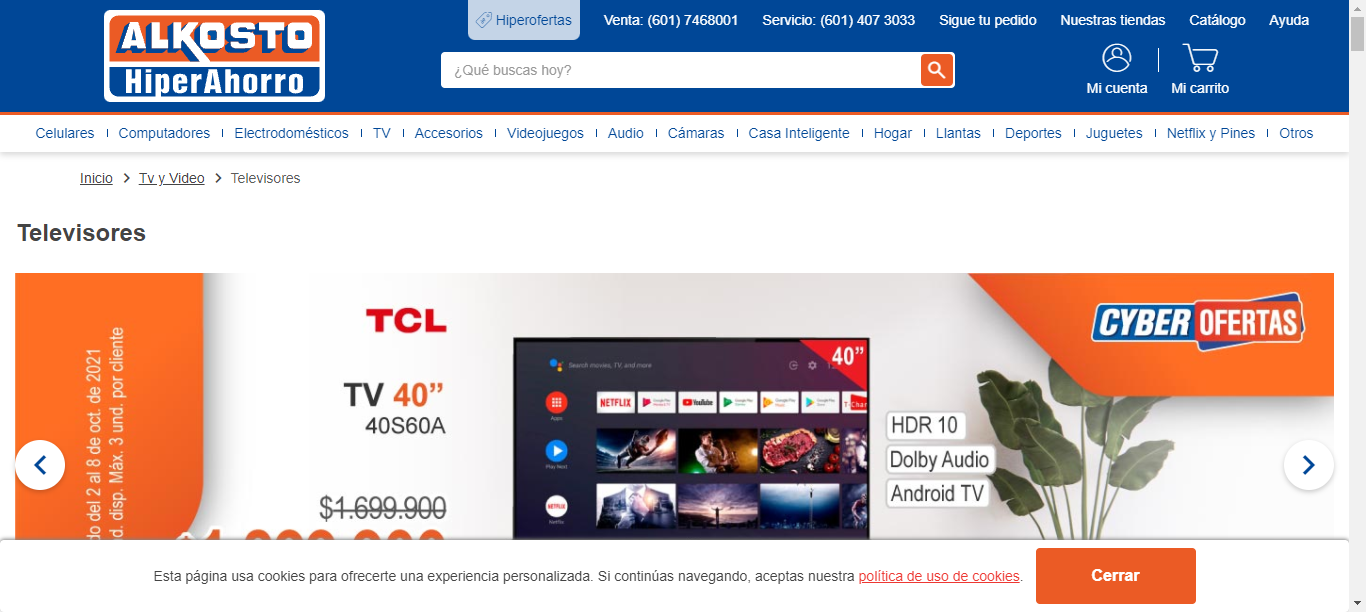 ALKOSTO
HiperAhorro
Hiperofertas
Venta: (601) 7468001
Servicio: (601) 407 3033
Sigue tu pedido
Nuestras tiendas
Catálogo
Ayuda
¿Qué buscas hoy?
Mi cuenta
Mi carrito
Celulares
Computadores
Electrodomésticos
TV
Accesorios
Videojuegos
Audio
Cámaras
Casa Inteligente
Hogar
Llantas
Deportes
Juguetes
Netflix y Pines
Otros
Inicio > Tv y Video > Televisores
Televisores
do del 2 al 8 de oct. de 2021
d. disp. Máx. 3 und. por cliente
TCL
TV 40”
40S60A
$1.699.900
Search movies, TV, and more
40”
Apps
NETFLIX
YouTube
Play Next
NETFLIX
Netflix
HDR 10
Dolby Audio
Android TV
CYBER OFERTAS
Esta página usa cookies para ofrecerte una experiencia personalizada. Si continúas navegando, aceptas nuestra política de uso de cookies.
Cerrar